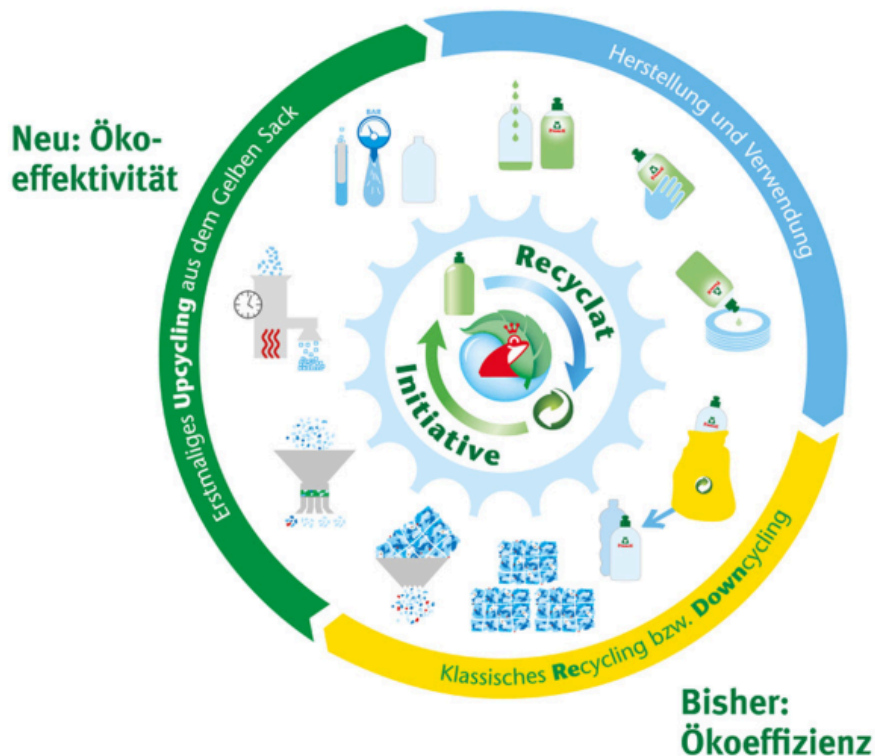 Neu: Öko-
effektivität
Erstmaliges Upcycling aus dem Gelben Sack
Herstellung und Verwendung
BAR
Recyclat
Initiative
Klassisches Recycling bzw. Downcycling
Bisher:
Ökoeffizienz